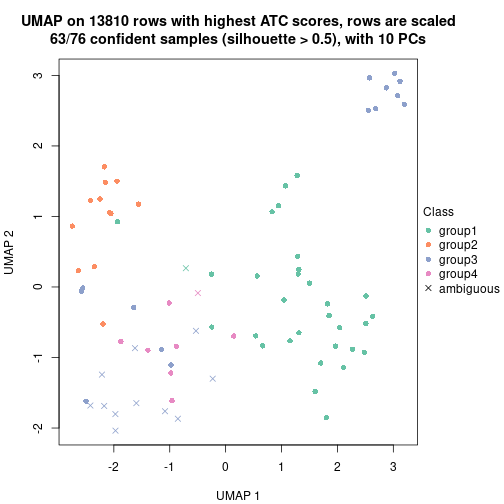 UMAP on 13810 rows with highest ATC scores, rows are scaled
63/76 confident samples (silhouette > 0.5), with 10 PCs
3
2
1
0
-1
-2
UMAP 2
-2 -1 0 1 2 3
UMAP 1
Class
group1
group2
group3
group4
ambiguous